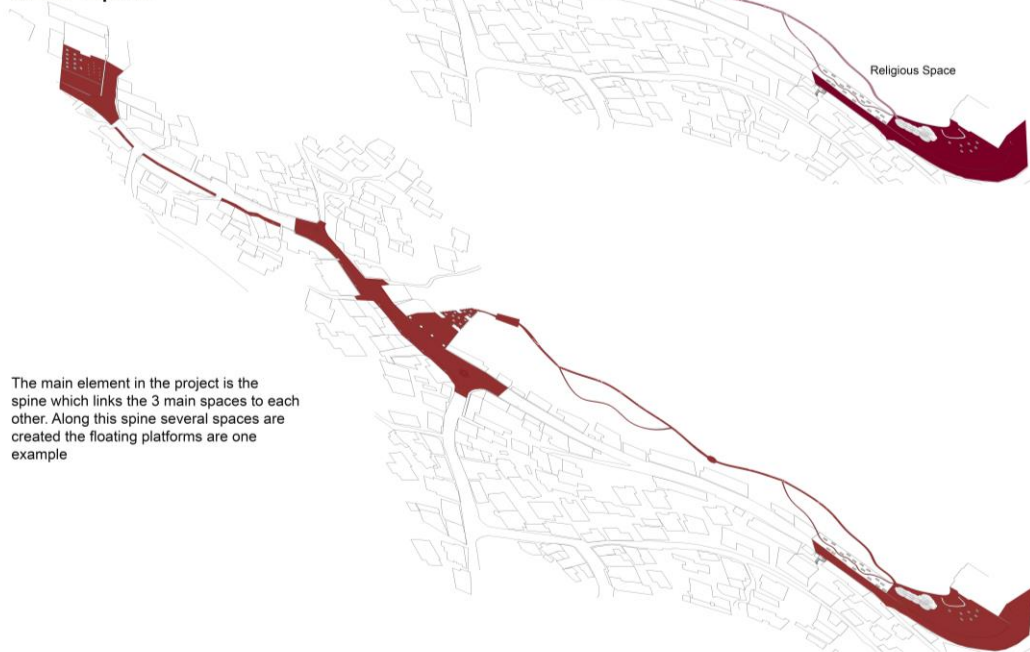 Religious Space
The main element in the project is the
spine which links the 3 main spaces to each
other. Along this spine several spaces are
created the floating platforms are one
example